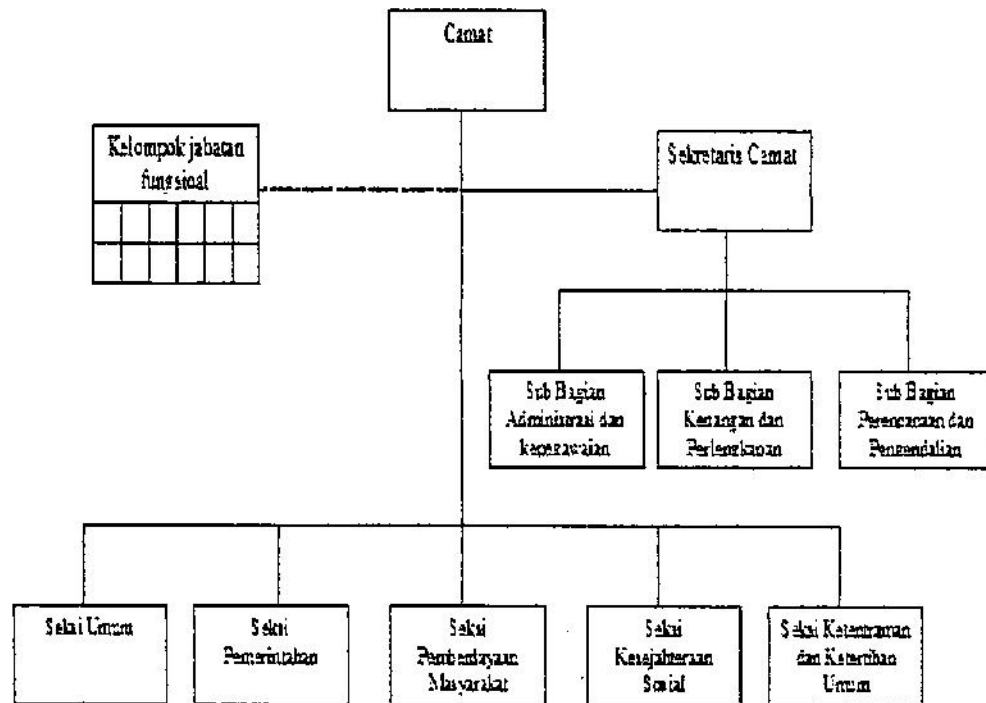 Camat
Kelompok jabatan
fungsioal
Sekretaris Camat
Sub Bagian
Administrasi dan
kepegawaian
Sub Bagian
Keuangan dan
Perlengkapan
Sub Bagian
Perencanaan dan
Pengendalian
Seksi Umum
Seksi
Pemerintahan
Seksi
Pemberdayaan
Masyarakat
Seksi
Kesejahteraan
Sosial
Seksi Ketentraman
dan Ketertiban
Umum